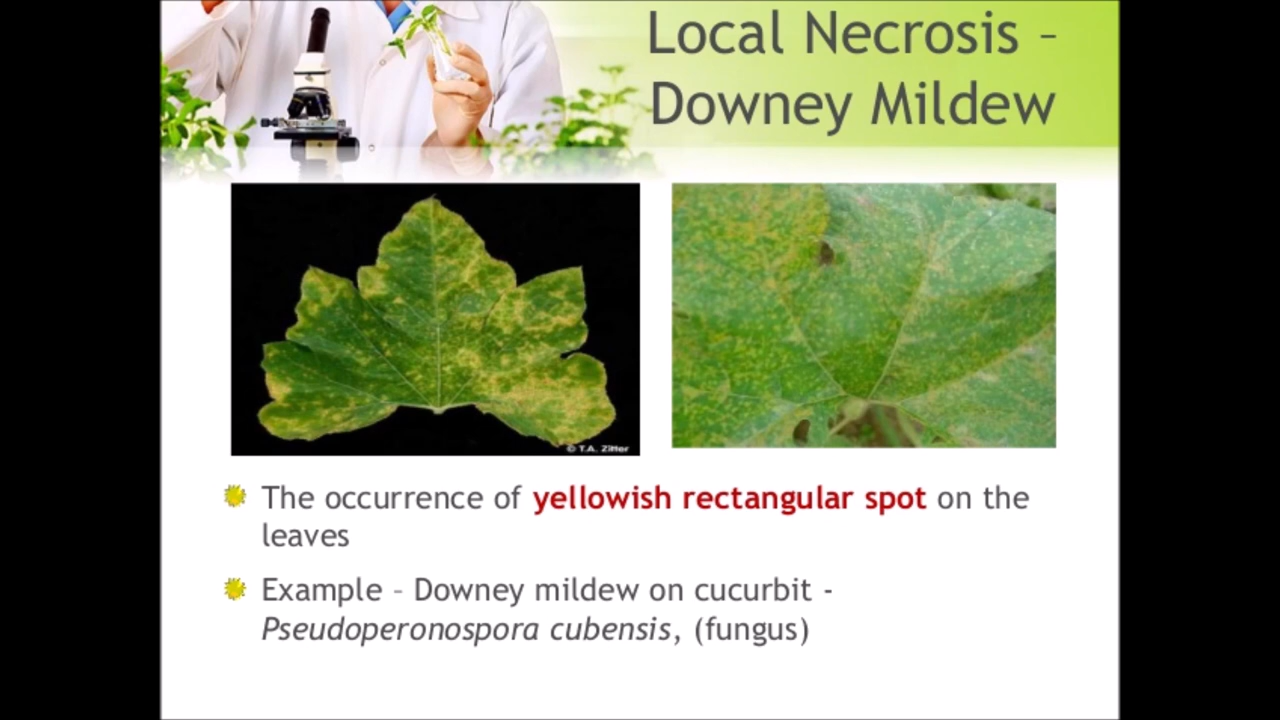 Local Necrosis –
Downey Mildew
© T.A. Zitter
The occurrence of yellowish rectangular spot on the
leaves
Example – Downey mildew on cucurbit -
Pseudoperonospora cubensis, (fungus)